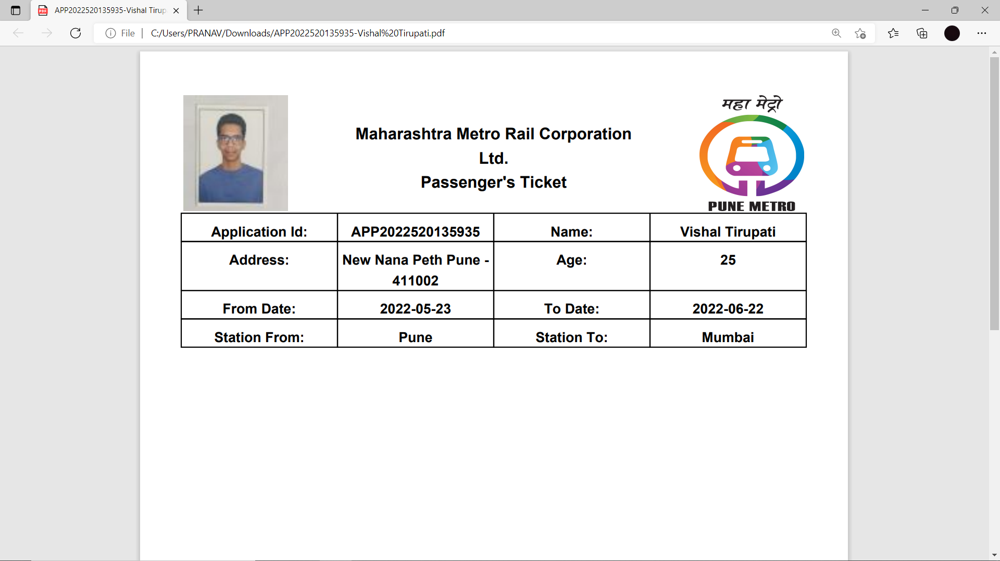 APP2022520135935-Vishal Tirup
File
C:/Users/PRANAV/Downloads/APP2022520135935-Vishal%20Tirupati.pdf
महा मेट्रो
Maharashtra Metro Rail Corporation
Ltd.
Passenger's Ticket
PUNE METRO
Application Id: APP2022520135935 Name: Vishal Tirupati
Address: New Nana Peth Pune - Age: 25
411002
From Date: 2022-05-23 To Date: 2022-06-22
Station From: Pune Station To: Mumbai